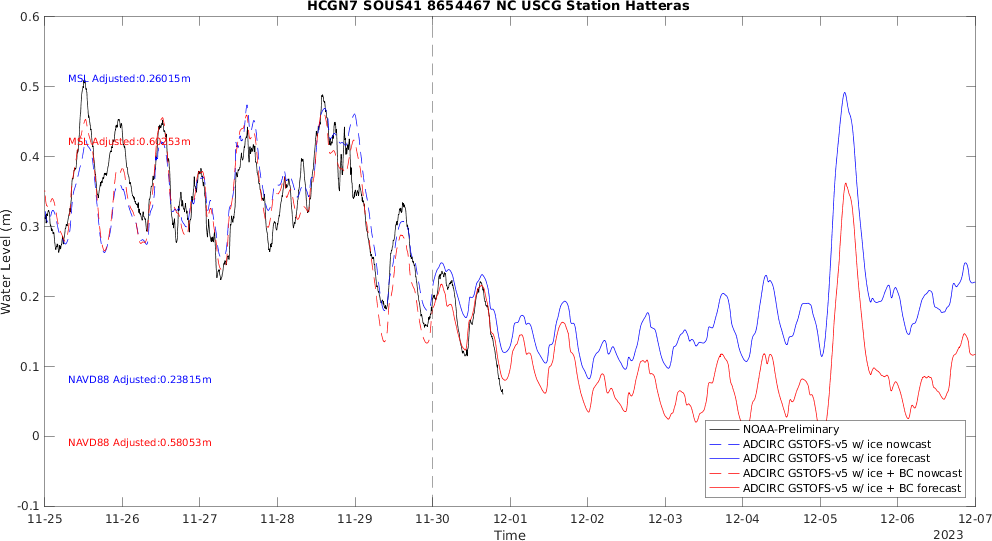 HCGN7 SOUS41 8654467 NC USCG Station Hatteras
0.6
0.5
0.4
0.3
0.2
0.1
0
-0.1
Water Level (m)
MSL Adjusted:0.26015m
MSL Adjusted:0.60253m
NAVD88 Adjusted:0.23815m
NAVD88 Adjusted:0.58053m
NOAA-Preliminary
ADCIRC GSTOFS-v5 w/ ice nowcast
ADCIRC GSTOFS-v5 w/ ice forecast
ADCIRC GSTOFS-v5 w/ ice + BC nowcast
ADCIRC GSTOFS-v5 w/ ice + BC forecast
11-25 11-26 11-27 11-28 11-29 11-30 12-01 12-02 12-03 12-04 12-05 12-06 12-07
Time
2023